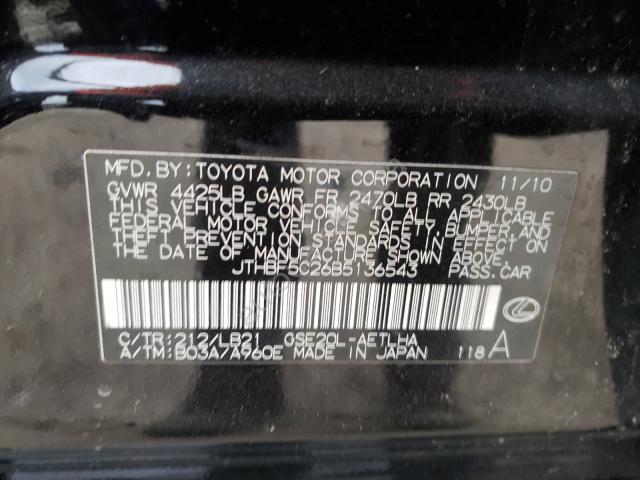 MFD.BY:TOYOTA MOTOR CORPORATION 11/10
GVWR 4425LB GAWR FR 2470LB RR 2430LB
THIS VEHICLE CONFORMS TO ALL APPLICABLE
FEDERAL MOTOR VEHICLE SAFETY,BUMPER,AND
THEFT PREVENTION STANDARDS IN EFFECT ON
THE DATE OF MANUFACTURE SHOWN ABOVE.
JTHBF5C26B5136543 PASS.CAR
C/TR:212/LB21 GSE20L-AETLHA
A/TM:B03A/A960E MADE IN JAPAN 118 A